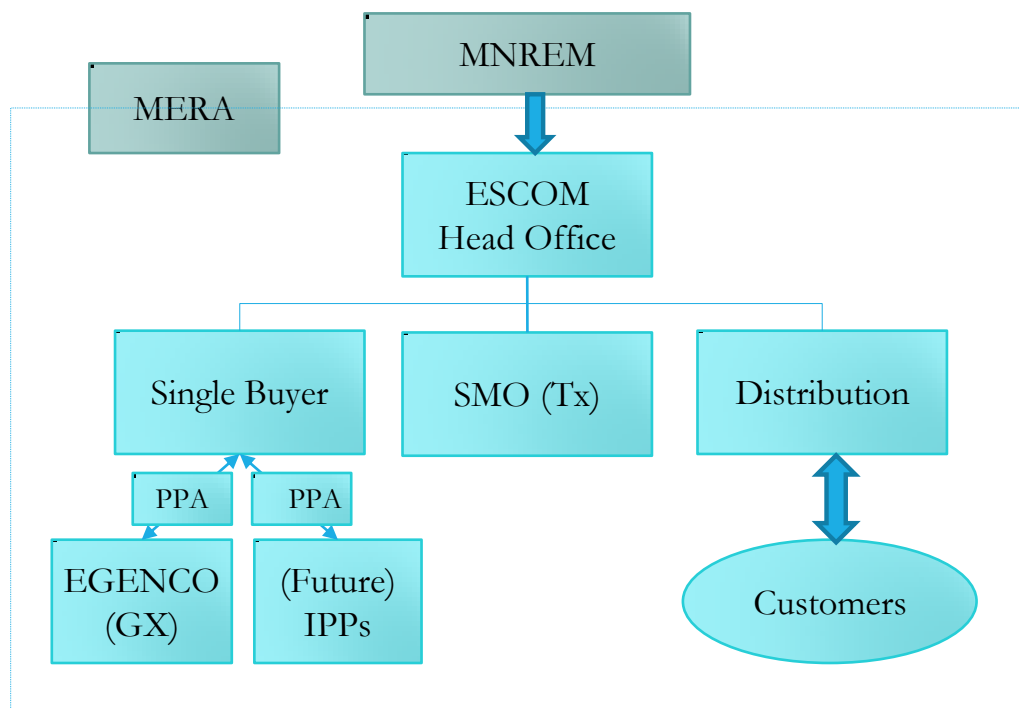 MNREM
MERA
ESCOM
Head Office
Single Buyer
SMO (Tx)
Distribution
PPA
PPA
EGENCO
(GX)
(Future)
IPPs
Customers